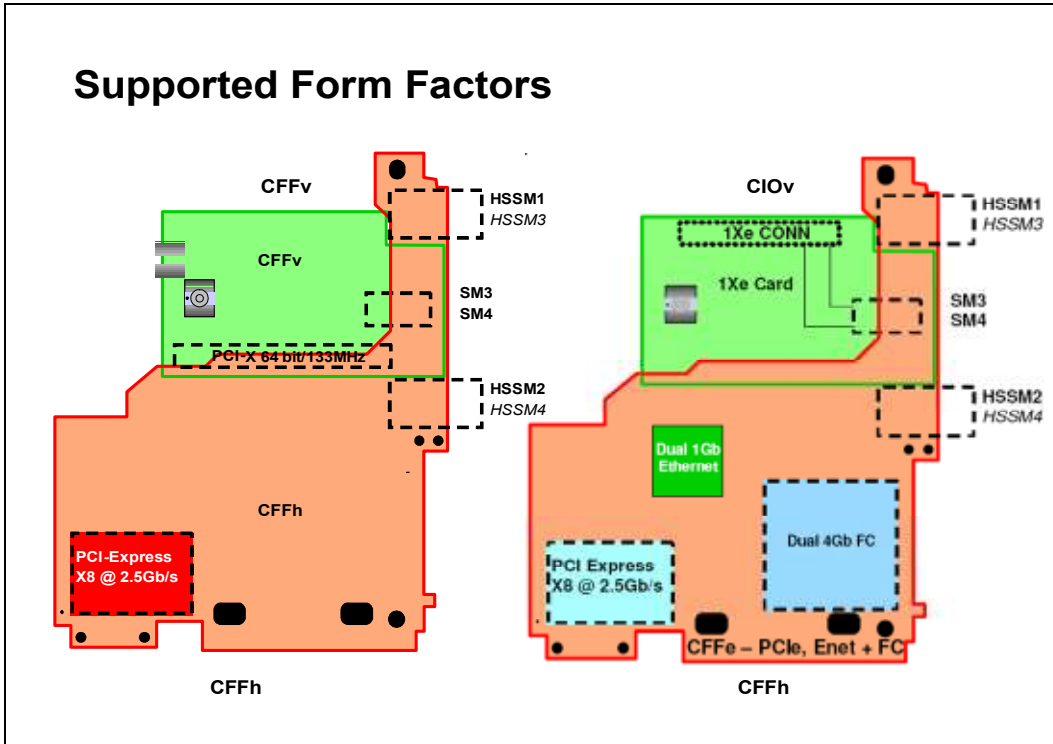 Supported Form Factors
CFFv
HSSM1
HSSM3
CFFv
SM3
SM4
PCI-X 64 bit/133MHz
HSSM2
HSSM4
CFFh
PCI-Express
X8 @ 2.5Gb/s
CFFh
CIOv
HSSM1
HSSM3
1Xe CONN
1Xe Card
SM3
SM4
HSSM2
HSSM4
Dual 1Gb
Ethernet
Dual 4Gb FC
PCI Express
X8 @ 2.5Gb/s
CFFe – PCIe, Enet + FC
CFFh